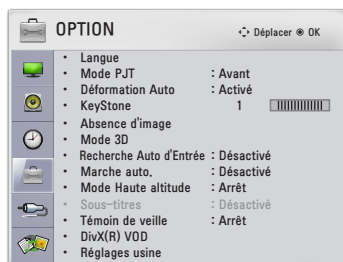 OPTION
Déplacer OK
• Langue
• Mode PJT : Avant
• Déformation Auto : Activé
• KeyStone 1
• Absence d'image
• Mode 3D
• Recherche Auto d'Entrée : Désactivé
• Marche auto. : Désactivé
• Mode Haute altitude : Arrêt
• Sous-titres : Désactivé
• Témoin de veille : Arrêt
• DivX(R) VOD
• Réglages usine